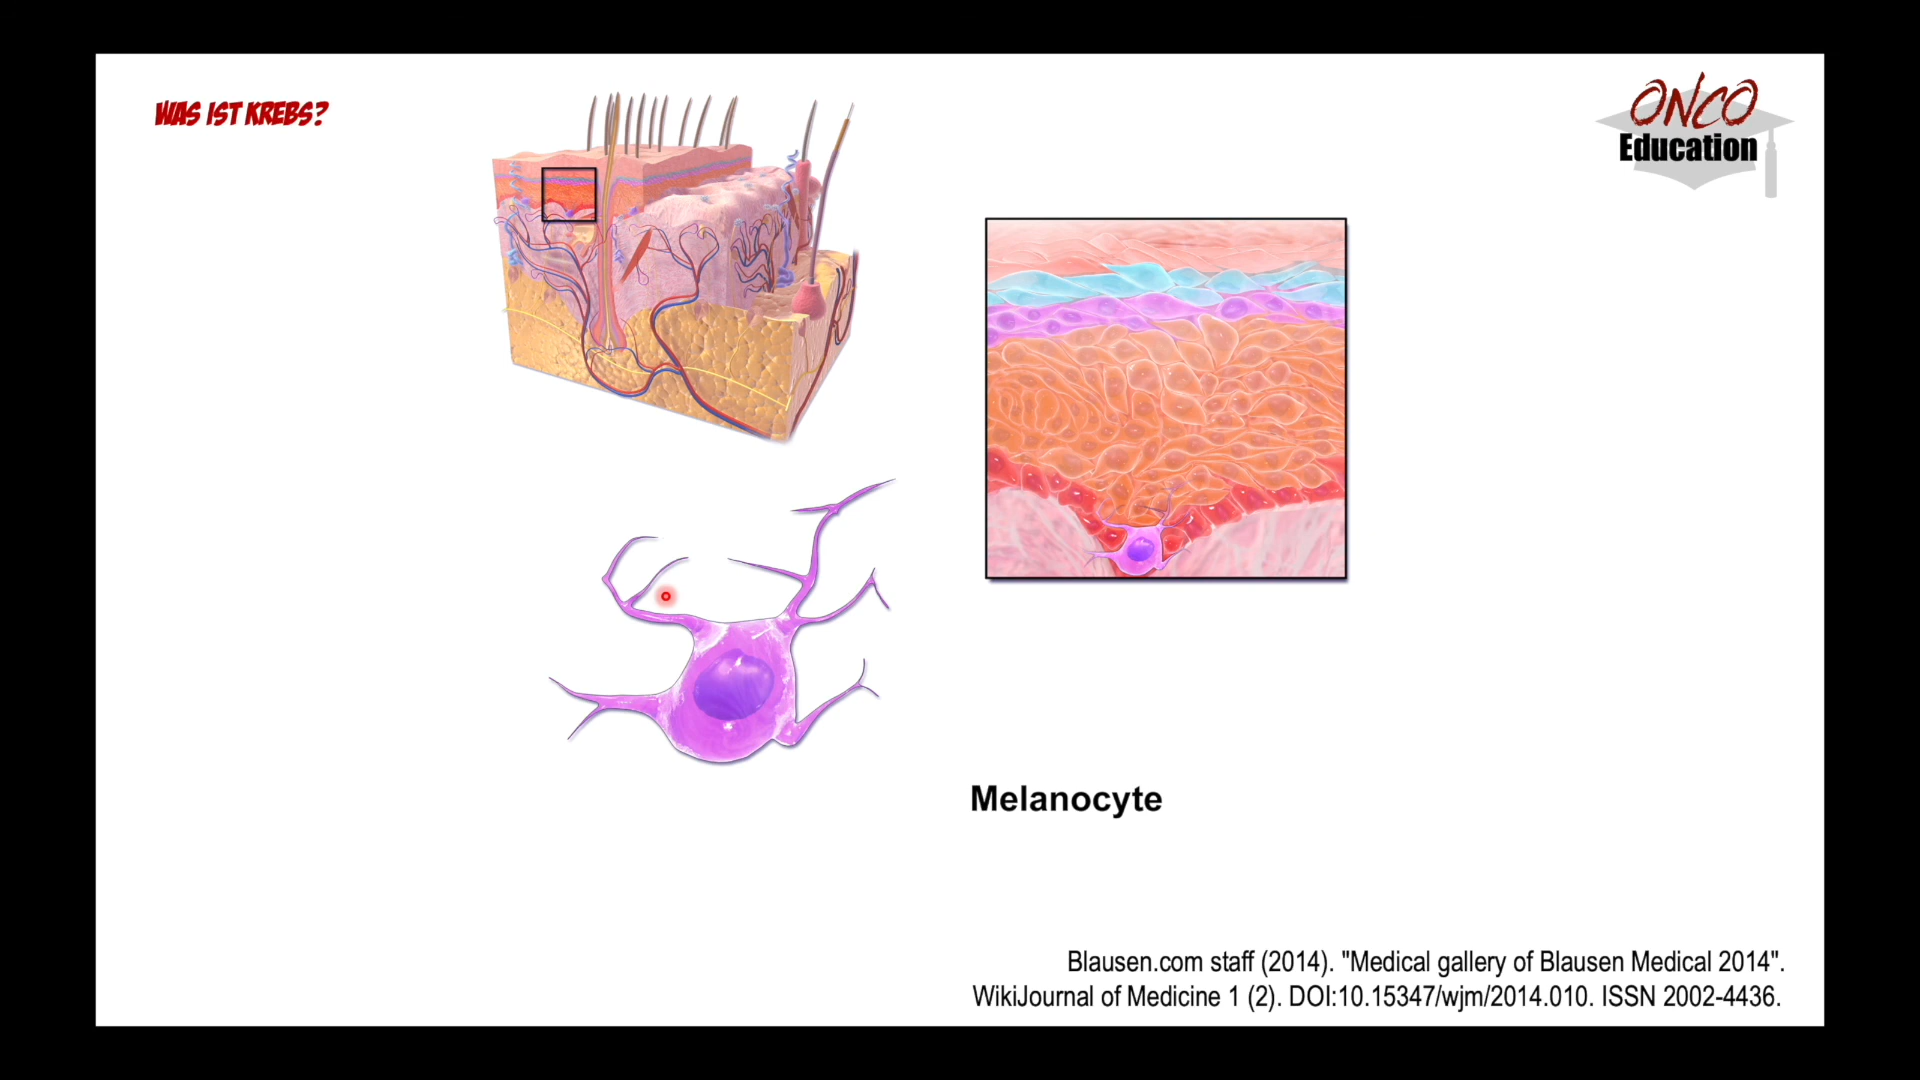 WAS IST KREBS?
ONCO
Education
Melanocyte
Blausen.com staff (2014). "Medical gallery of Blausen Medical 2014".
WikiJournal of Medicine 1 (2). DOI:10.15347/wjm/2014.010. ISSN 2002-4436.